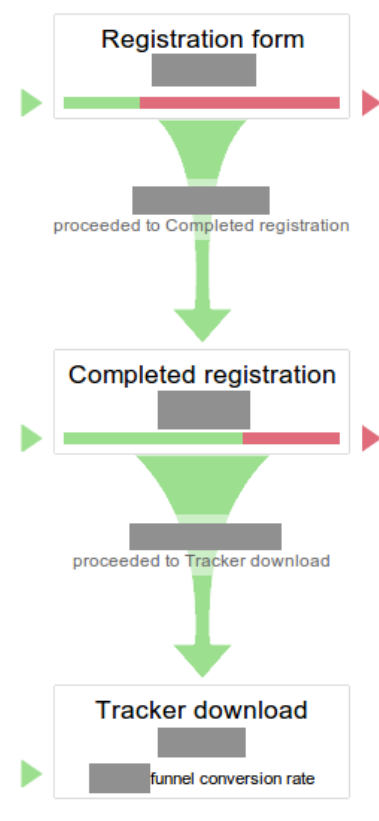 Registration form
proceeded to Completed registration
Completed registration
proceeded to Tracker download
Tracker download
funnel conversion rate